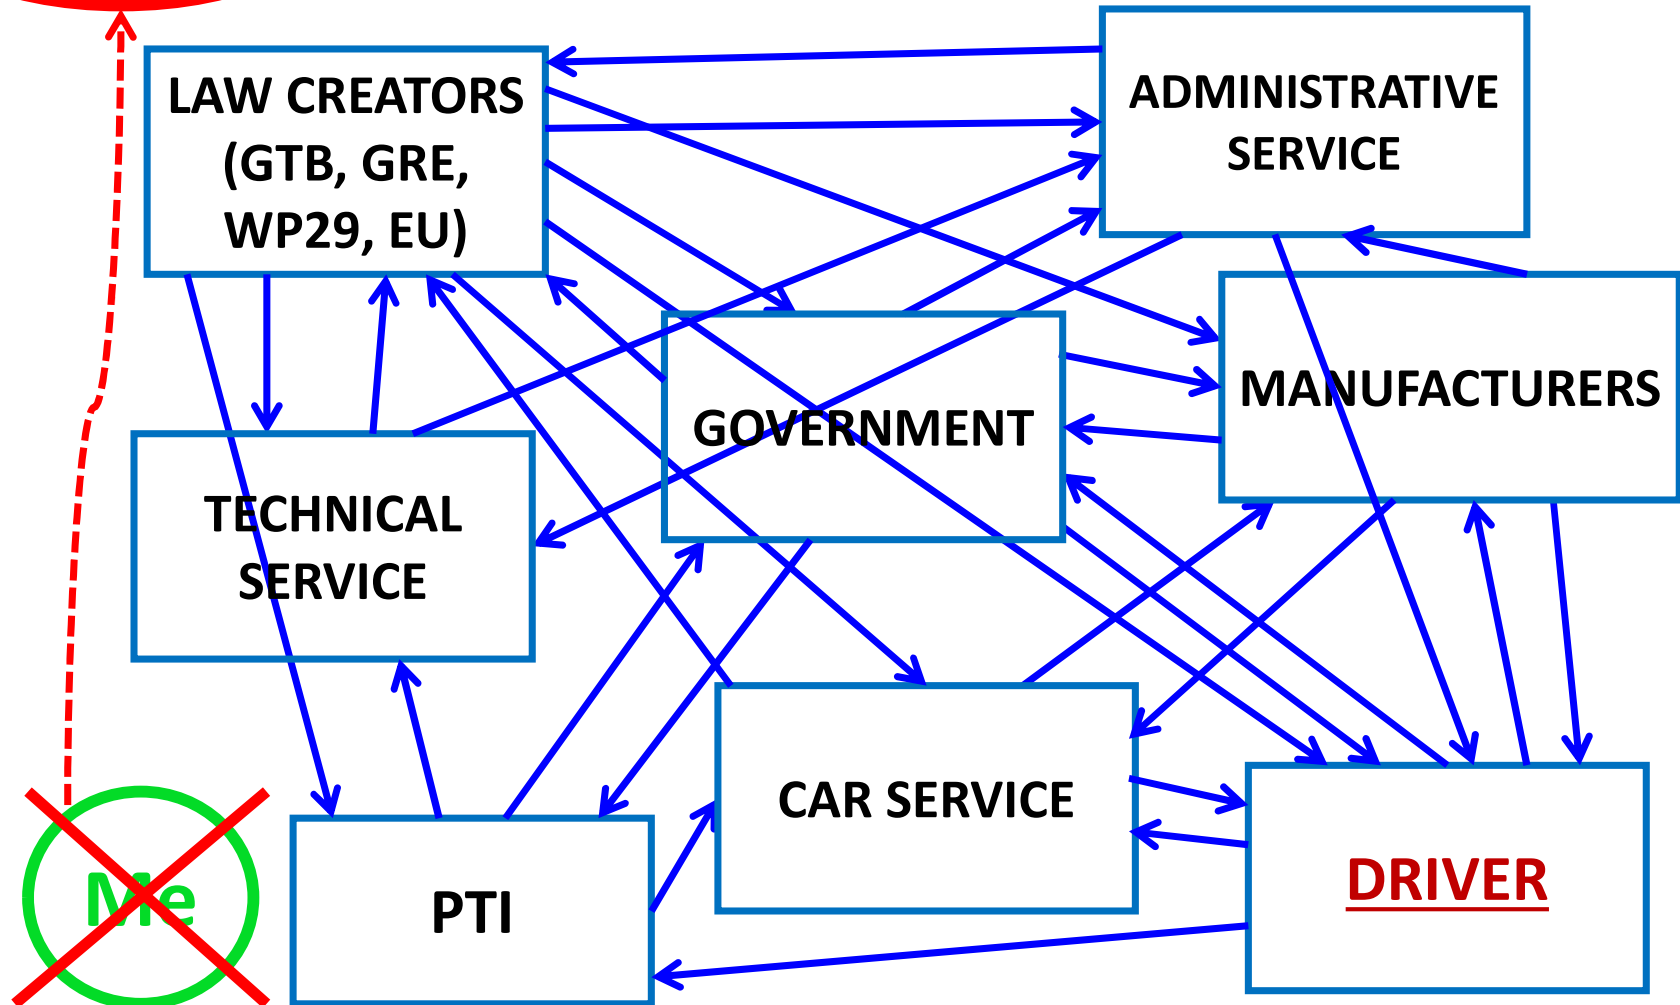 LAW CREATORS
(GTB, GRE,
WP29, EU)
ADMINISTRATIVE
SERVICE
GOVERNMENT
MANUFACTURERS
TECHNICAL
SERVICE
CAR SERVICE
DRIVER
PTI
Me